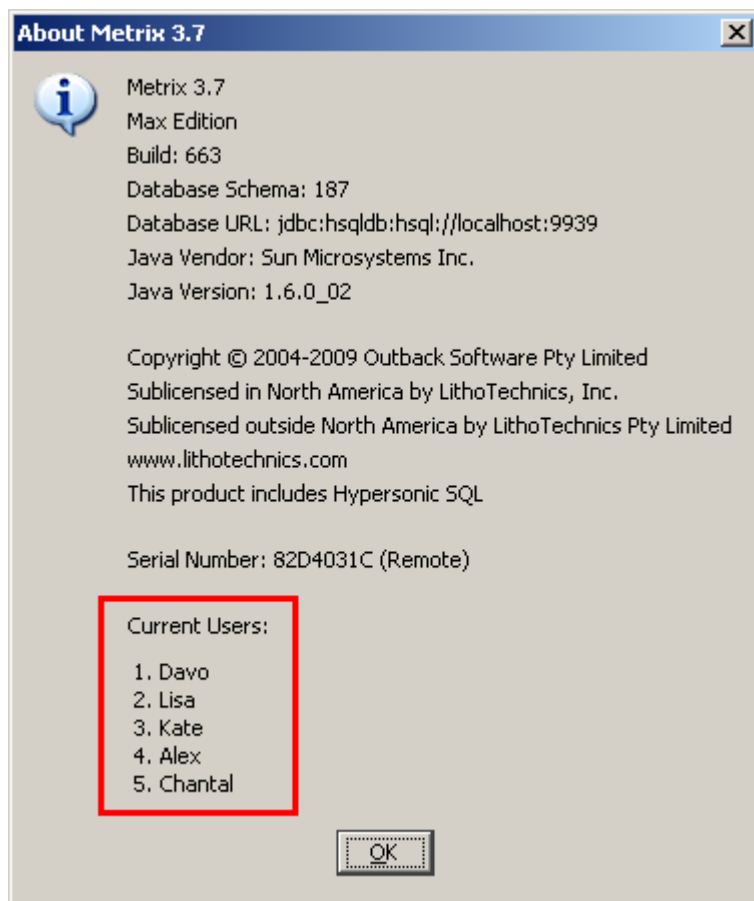 About Metrix 3.7
Metrix 3.7
Max Edition
Build: 663
Database Schema: 187
Database URL: jdbc:hsqldb:hsql://localhost:9939
Java Vendor: Sun Microsystems Inc.
Java Version: 1.6.0_02
Copyright © 2004-2009 Outback Software Pty Limited
Sublicensed in North America by LithoTechnics, Inc.
Sublicensed outside North America by LithoTechnics Pty Limited
www.lithotechnics.com
This product includes Hypersonic SQL
Serial Number: 82D4031C (Remote)
Current Users:
1. Davo
2. Lisa
3. Kate
4. Alex
5. Chantal
OK